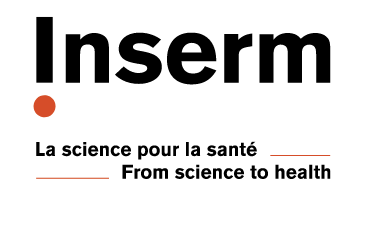 Inserm
La science pour la santé
From science to health